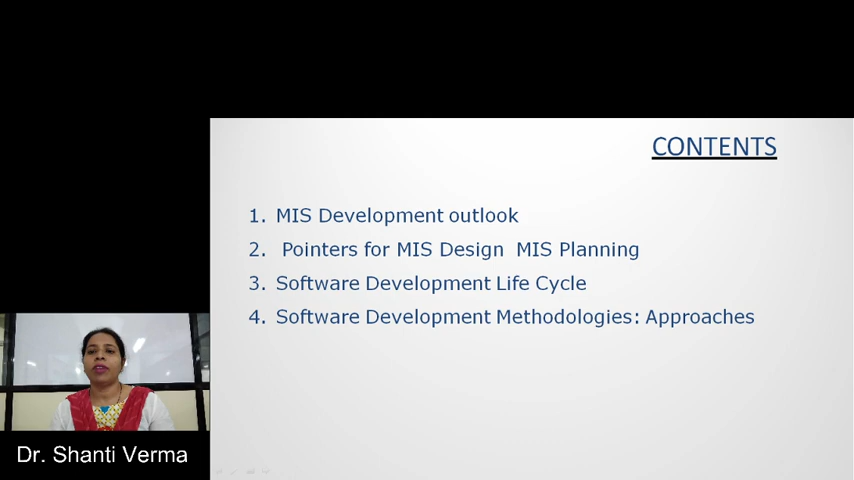 CONTENTS
1. MIS Development outlook
2. Pointers for MIS Design MIS Planning
3. Software Development Life Cycle
4. Software Development Methodologies: Approaches
Dr. Shanti Verma